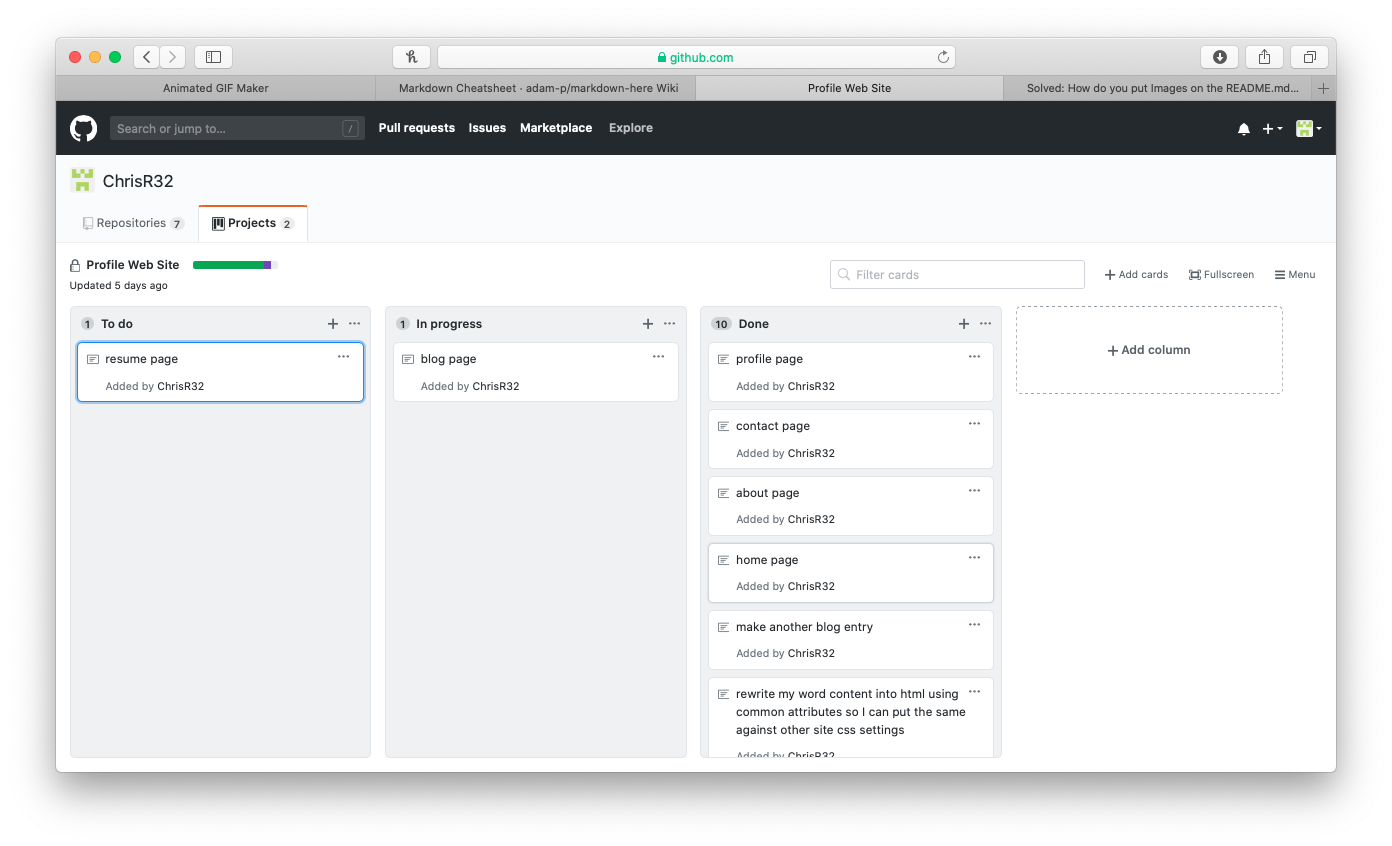 github.com
Animated GIF Maker
Markdown Cheatsheet · adam-p/markdown-here Wiki
Profile Web Site
Solved: How do you put Images on the README.md...
Search or jump to...
/
Pull requests
Issues
Marketplace
Explore
ChrisR32
Repositories 7
Projects 2
Profile Web Site
Updated 5 days ago
Filter cards
Add cards
Fullscreen
Menu
1 To do
resume page
Added by ChrisR32
1 In progress
blog page
Added by ChrisR32
10 Done
profile page
Added by ChrisR32
contact page
Added by ChrisR32
about page
Added by ChrisR32
home page
Added by ChrisR32
make another blog entry
Added by ChrisR32
rewrite my word content into html using
common attributes so I can put the same
against other site css settings
Added by ChrisR32
Add column